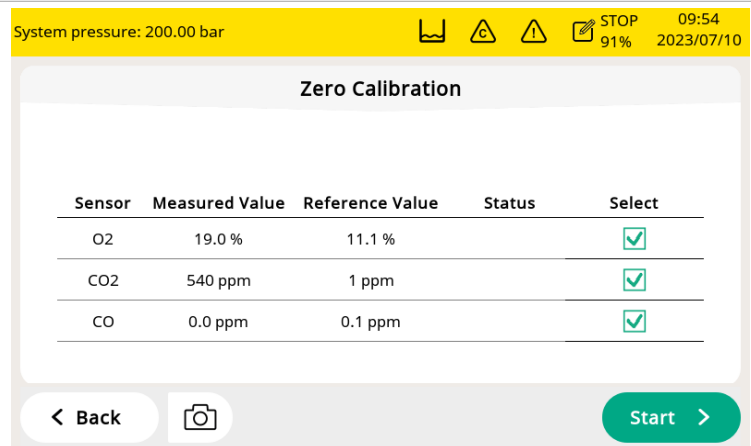 System pressure: 200.00 bar
C
!
STOP
91%
09:54
2023/07/10
Zero Calibration
Sensor Measured Value Reference Value Status Select
O2 19.0 % 11.1 %
CO2 540 ppm 1 ppm
CO 0.0 ppm 0.1 ppm
Back
Start